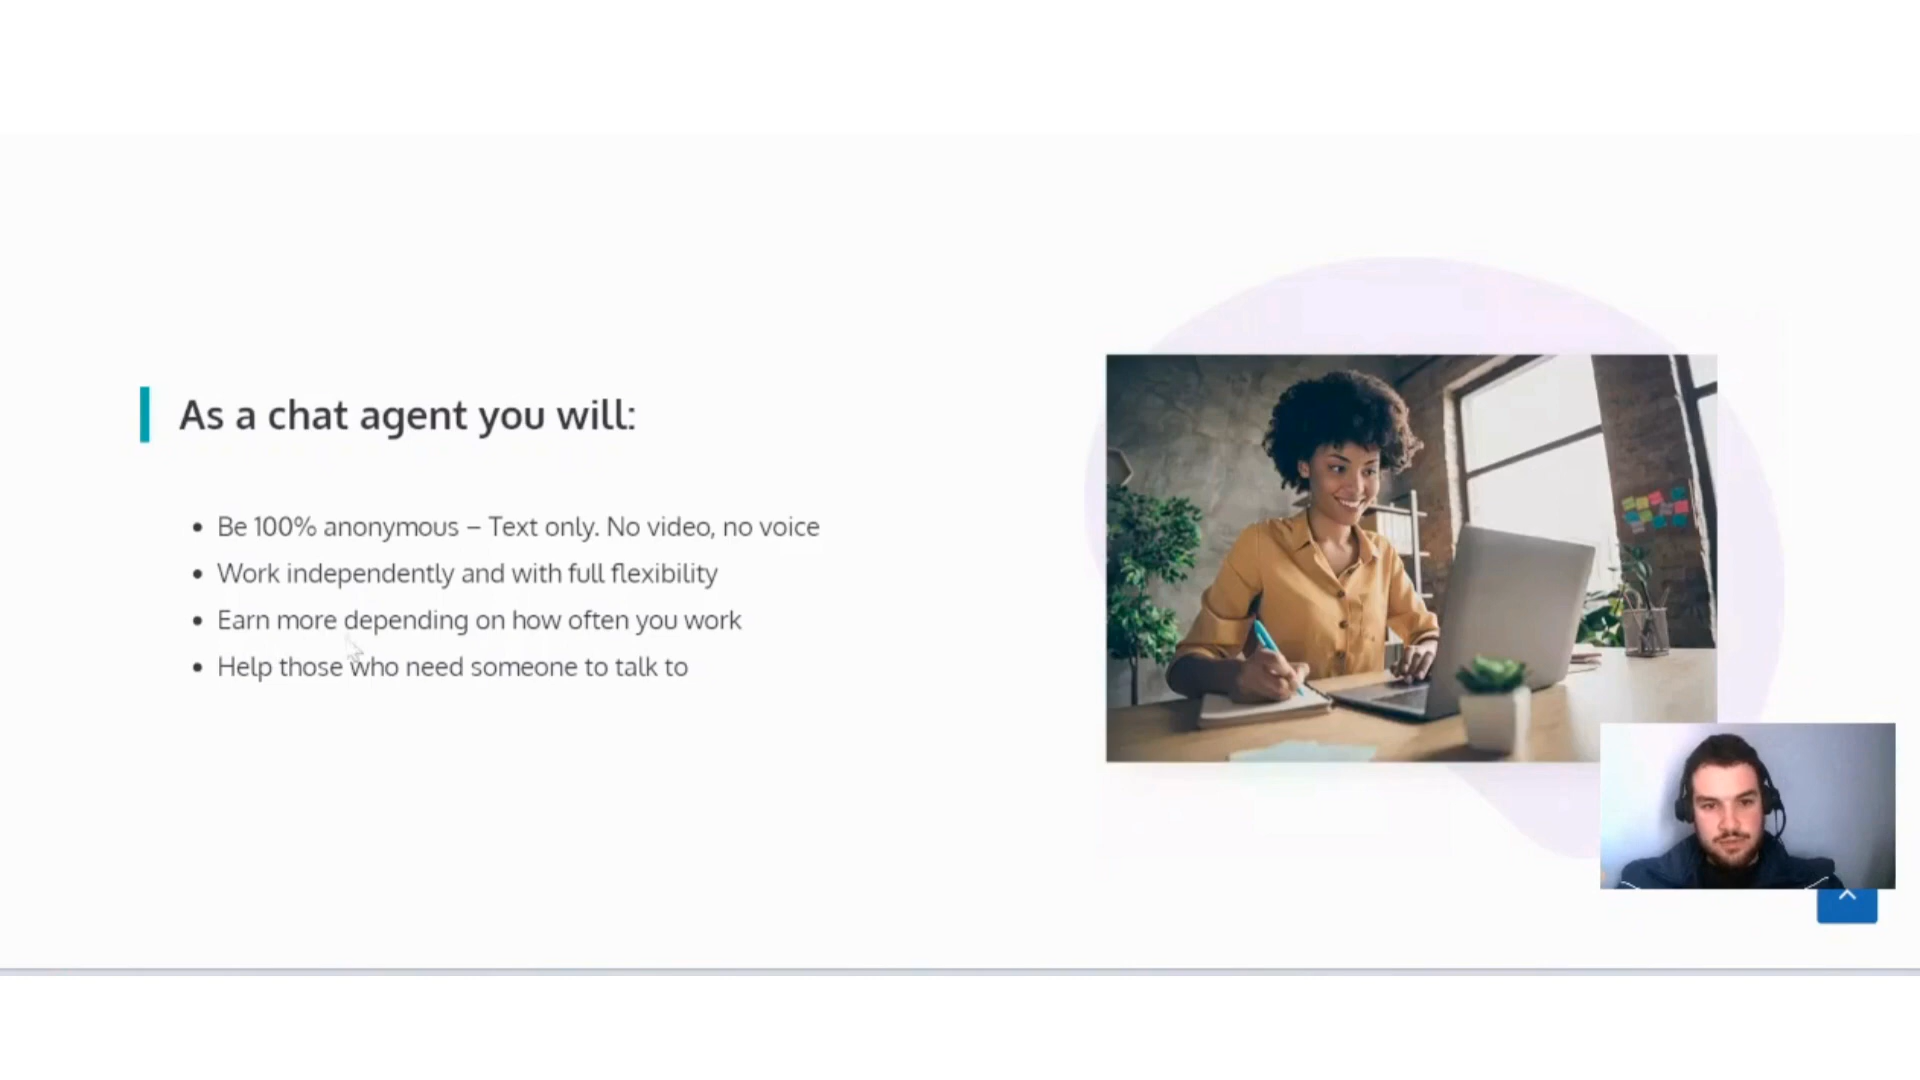 As a chat agent you will:
• Be 100% anonymous – Text only. No video, no voice
• Work independently and with full flexibility
• Earn more depending on how often you work
• Help those who need someone to talk to